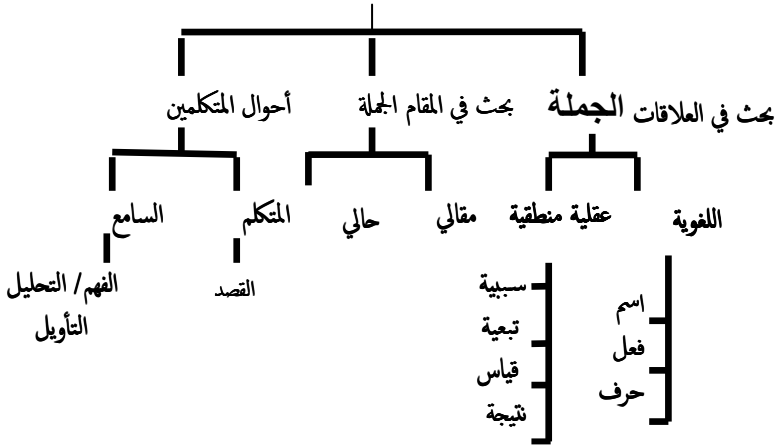 بحث في العلاقات الجملة
بحث في المقام الجملة
أحوال المتكلمين
اللغوية
عقلية منطقية
مقالي
حالي
المتكلم
السامع
اسم
فعل
حرف
سببية
تبعية
قياس
نتيجة
القصد
الفهم/ التحليل
التأويل